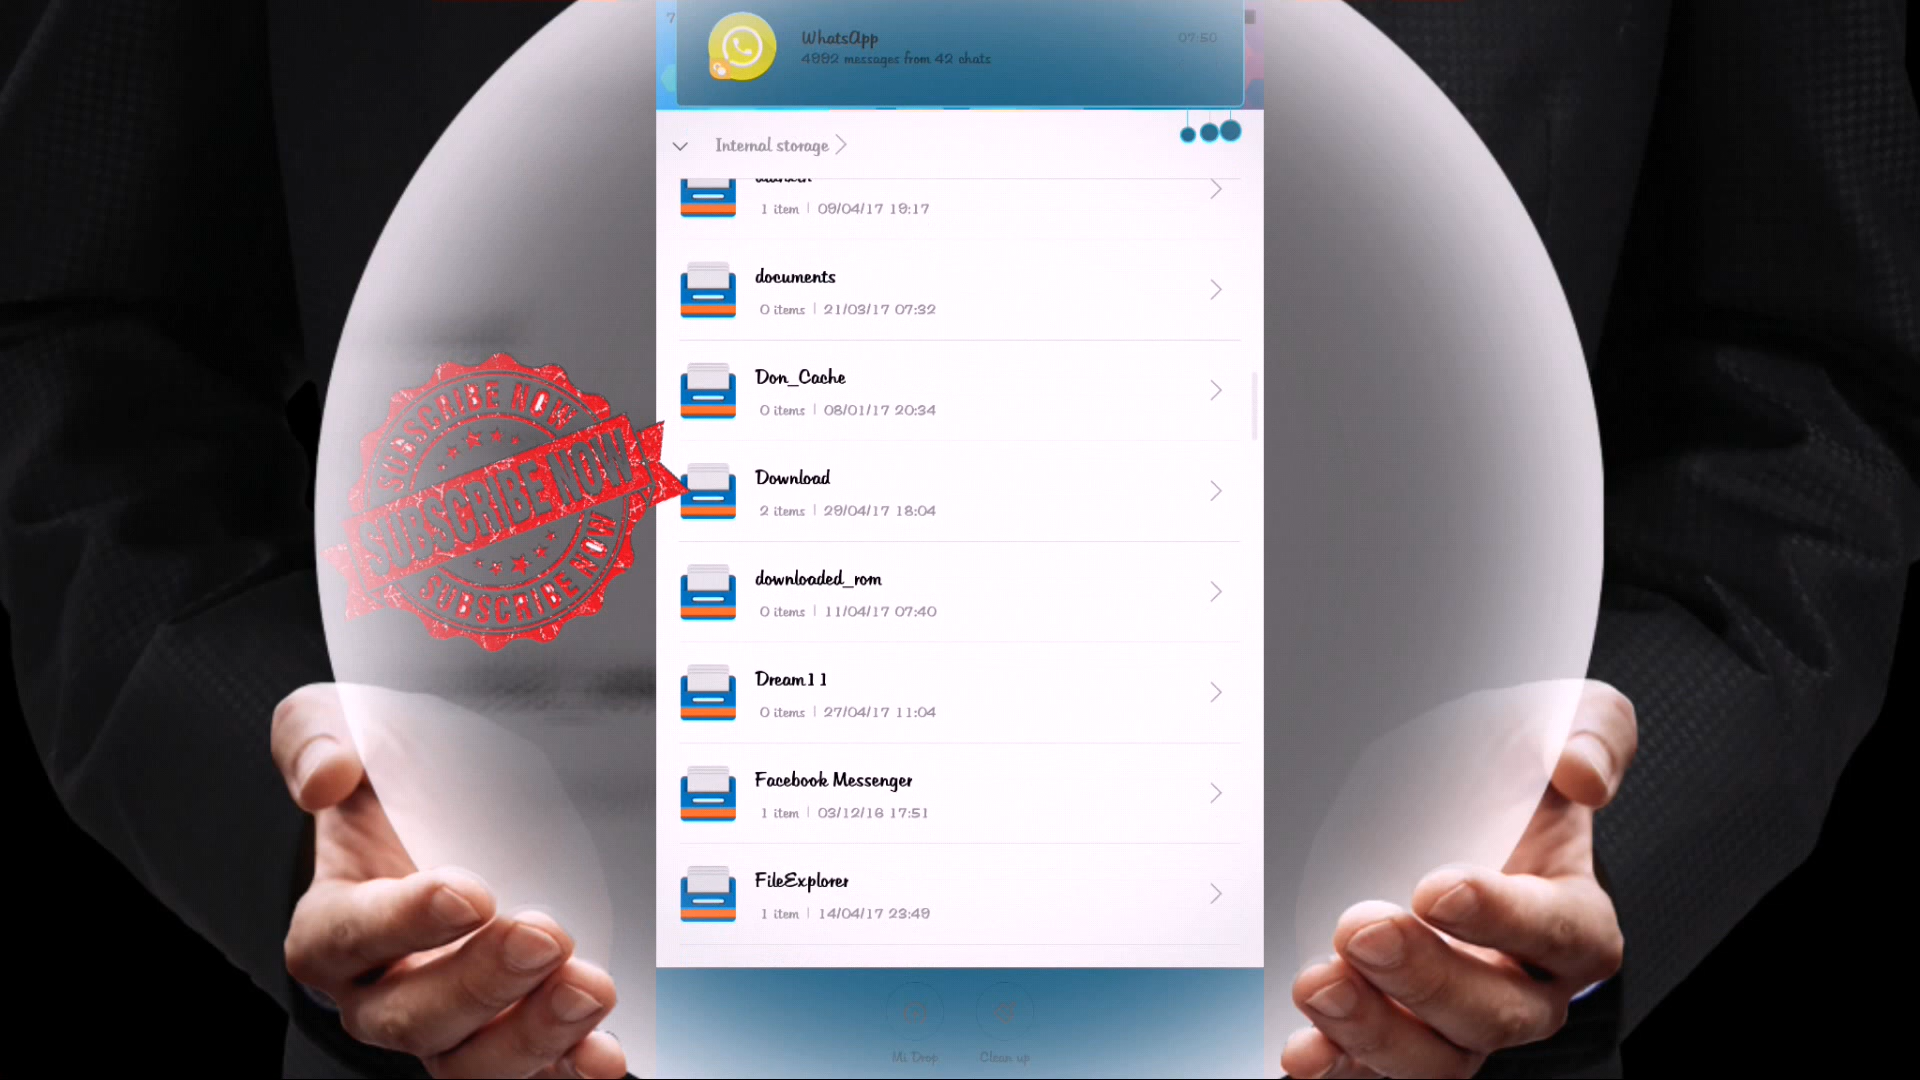 WhatsApp
07:50
4992 messages from 42 chats
Internal storage
1 item | 09/04/17 19:17
documents
0 items | 21/03/17 07:32
Don_Cache
0 items | 08/01/17 20:34
Download
2 items | 29/04/17 18:04
downloaded_rom
0 items | 11/04/17 07:40
Dream11
0 items | 27/04/17 11:04
Facebook Messenger
1 item | 03/12/16 17:51
FileExplorer
1 item | 14/04/17 23:49
Mi Drop
Clean up
SUBSCRIBE NOW
SUBSCRIBE NOW
SUBSCRIBE NOW